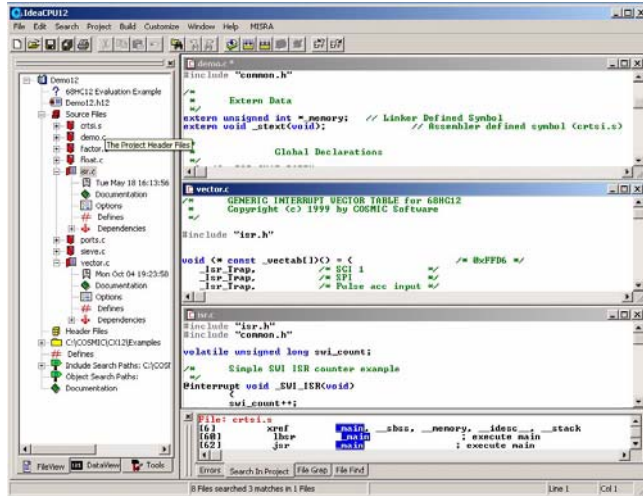 IdeaCPU12
File Edit Search Project Build Customize Window Help MISRA
Demo12
68HC12 Evaluation Example
Demo12.h12
Source Files
crtsi.s
demo.c
factor.c
The Project Header Files
float.c
isr.c
Tue May 18 16:13:56
Documentation
Options
Defines
Dependencies
ports.c
sieve.c
vector.c
Mon Oct 04 19:23:58
Documentation
Options
Defines
Dependencies
Header Files
C:\COSMIC\CX12\Examples
Defines
Include Search Paths: C:\COSI
Object Search Paths:
Documentation
FileView DataView Tools
demo.c *
#include "common.h"
/*
* Extern Data
*/
extern unsigned int *_memory; // Linker Defined Symbol
extern void _stext(void); // Assembler defined symbol (crtsi.s)
/*
* Global Declarations
*/
vector.c
/* GENERIC INTERRUPT VECTOR TABLE for 68HC12
* Copyright (c) 1999 by COSMIC Software
*/
#include "isr.h"
void (* const _vectab[])() = { /* 0xFFD6 */
_Isr_Trap, /* SCI 1 */
_Isr_Trap, /* SPI */
_Isr_Trap, /* Pulse acc input */
isr.c
#include "isr.h"
#include "common.h"
volatile unsigned long swi_count;
/* Simple SWI ISR counter example
*/
@interrupt void _SWI_ISR(void)
{
swi_count++;
File: crtsi.s
[6] xref _main, __sbss, __memory, __idesc__, __stack
[60] lbsr _main ; execute main
[62] jsr _main ; execute main
Errors Search In Project File Grep File Find
8 Files searched 3 matches in 1 Files Line 1 Col 1